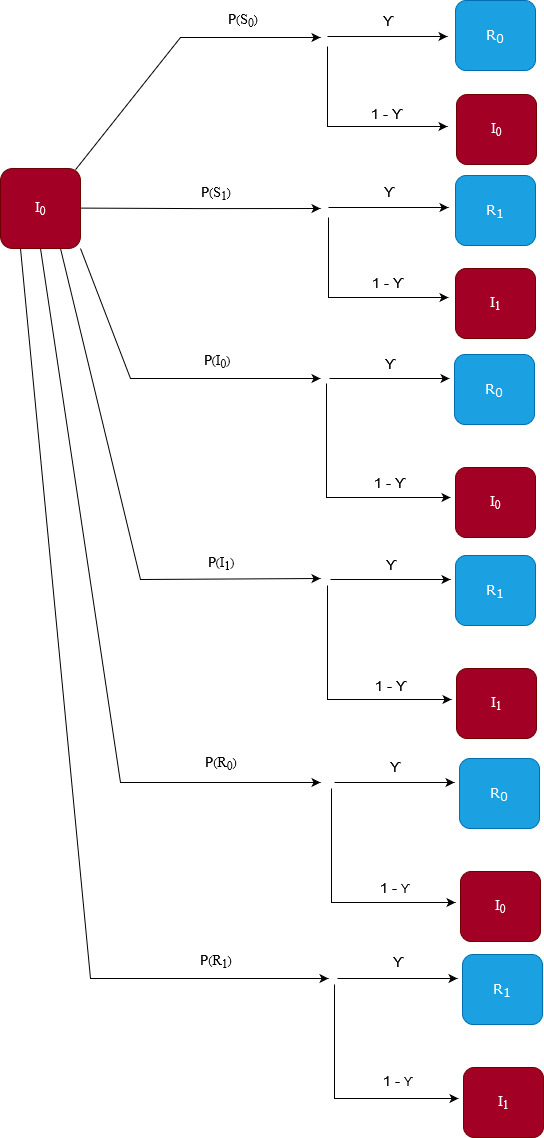 P(S₀)
ϒ
R₀
1 - ϒ
I₀
I₀
P(S₁)
ϒ
R₁
1 - ϒ
I₁
P(I₀)
ϒ
R₀
1 - ϒ
I₀
P(I₁)
ϒ
R₁
1 - ϒ
I₁
P(R₀)
ϒ
R₀
1 - ϒ
I₀
P(R₁)
ϒ
R₁
1 - ϒ
I₁